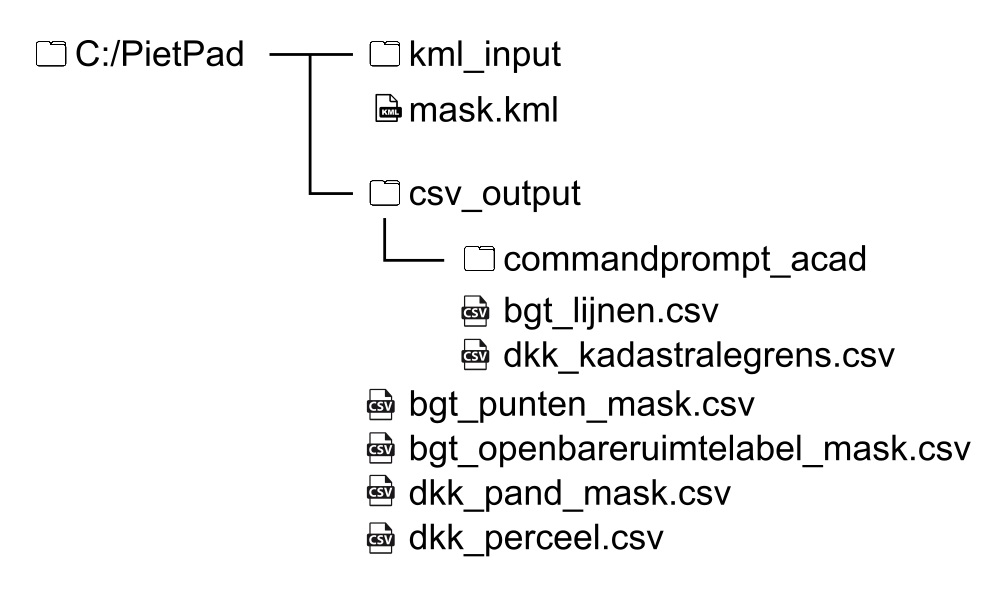 C:/PietPad
kml_input
KML mask.kml
csv_output
commandprompt_acad
CSV bgt_lijnen.csv
CSV dkk_kadastralegrens.csv
CSV bgt_punten_mask.csv
CSV bgt_openbareruimtelabel_mask.csv
CSV dkk_pand_mask.csv
CSV dkk_perceel.csv